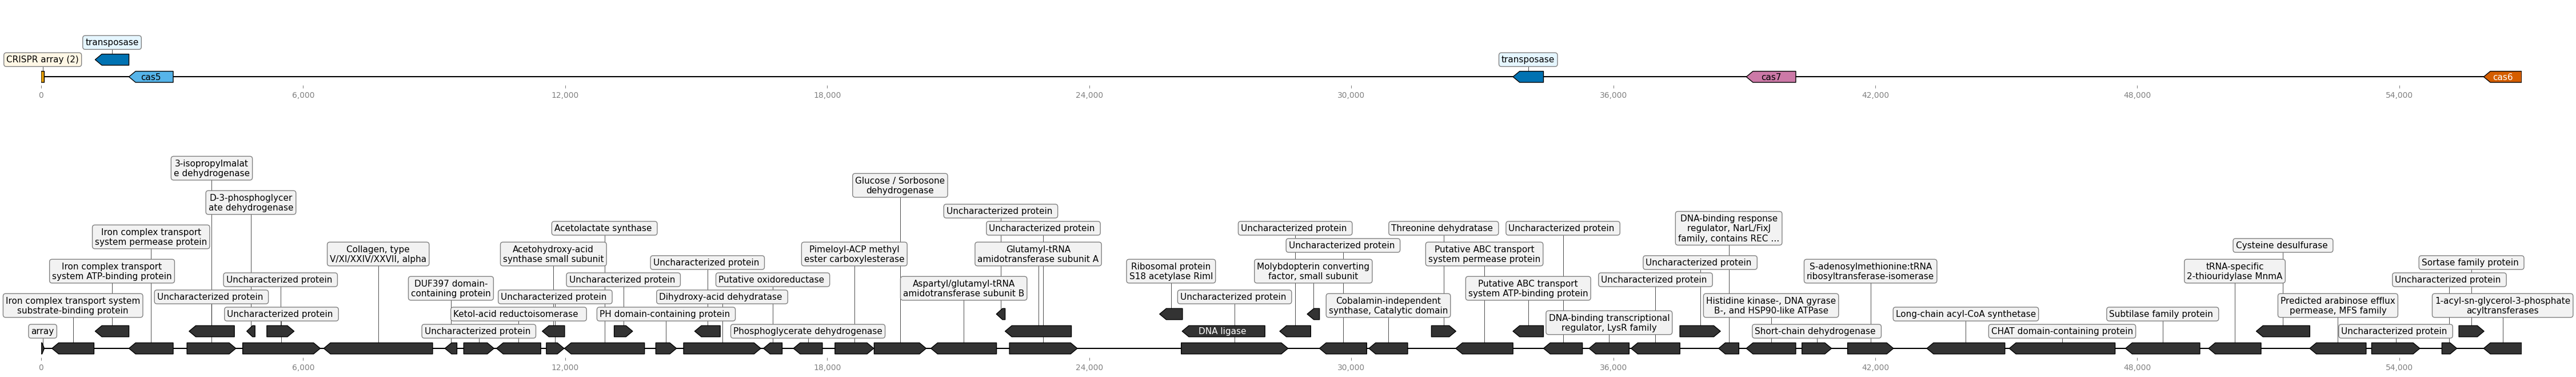 transposase
CRISPR array (2)
cas5
transposase
cas7
cas6
0
6,000
12,000
18,000
24,000
30,000
36,000
42,000
48,000
54,000
3-isopropylmalat
e dehydrogenase
Glucose / Sorbosone
dehydrogenase
D-3-phosphoglycer
ate dehydrogenase
Uncharacterized protein
DNA-binding response
regulator, NarL/FixJ
family, contains REC ...
Acetolactate synthase
Uncharacterized protein
Uncharacterized protein
Threonine dehydratase
Uncharacterized protein
Iron complex transport
system permease protein
Uncharacterized protein
Cysteine desulfurase
Collagen, type
V/XI/XXIV/XXVII, alpha
Acetohydroxy-acid
synthase small subunit
Pimeloyl-ACP methyl
ester carboxylesterase
Glutamyl-tRNA
amidotransferase subunit A
Putative ABC transport
system permease protein
Uncharacterized protein
Uncharacterized protein
Sortase family protein
Iron complex transport
system ATP-binding protein
Ribosomal protein
S18 acetylase RimI
Molybdopterin converting
factor, small subunit
S-adenosylmethionine:tRNA
ribosyltransferase-isomerase
tRNA-specific
2-thiouridylase MnmA
Uncharacterized protein
DUF397 domain-
containing protein
Uncharacterized protein
Putative oxidoreductase
Aspartyl/glutamyl-tRNA
amidotransferase subunit B
Putative ABC transport
system ATP-binding protein
Uncharacterized protein
Uncharacterized protein
Uncharacterized protein
Uncharacterized protein
Dihydroxy-acid dehydratase
Uncharacterized protein
Iron complex transport system
substrate-binding protein
Cobalamin-independent
synthase, Catalytic domain
Histidine kinase-, DNA gyrase
B-, and HSP90-like ATPase
Predicted arabinose efflux
permease, MFS family
1-acyl-sn-glycerol-3-phosphate
acyltransferases
Uncharacterized protein
Ketol-acid reductoisomerase
PH domain-containing protein
DNA-binding transcriptional
regulator, LysR family
Long-chain acyl-CoA synthetase
Subtilase family protein
array
Uncharacterized protein
Phosphoglycerate dehydrogenase
DNA ligase
Short-chain dehydrogenase
CHAT domain-containing protein
Uncharacterized protein
0
6,000
12,000
18,000
24,000
30,000
36,000
42,000
48,000
54,000